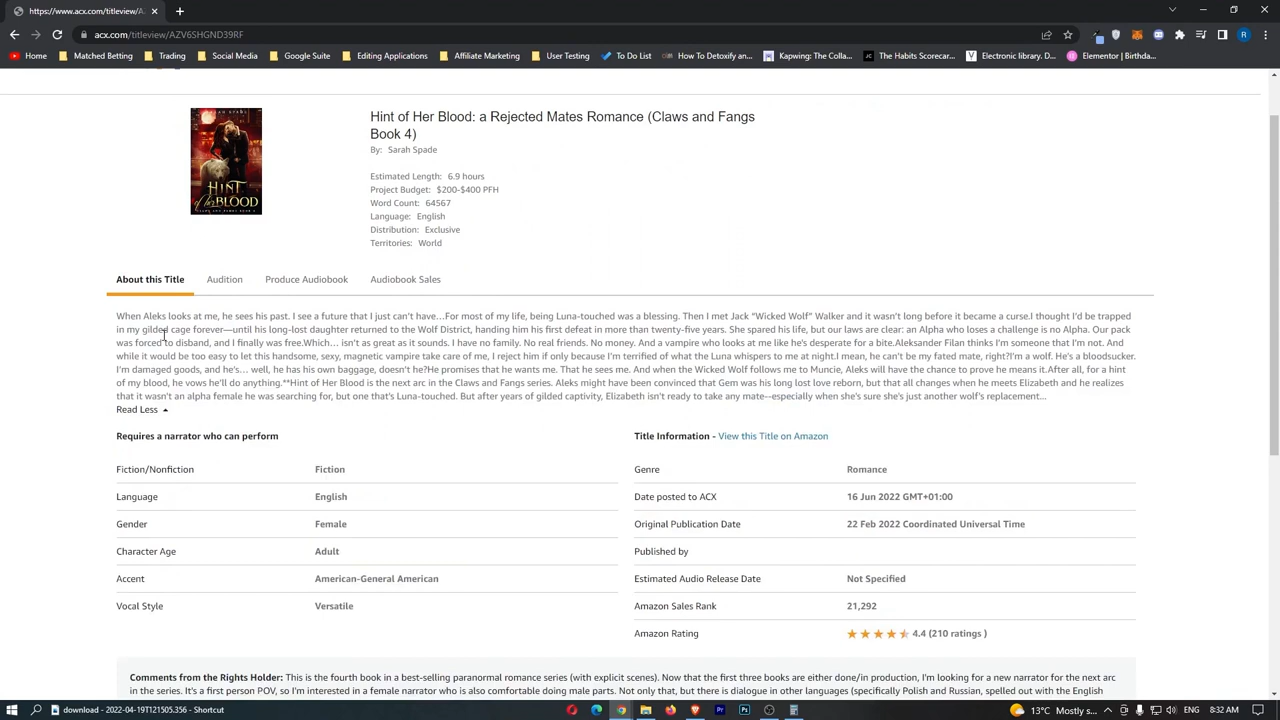 https://www.acx.com/titleview/A
acx.com/titleview/AZV6SHGND39RF
Home
Matched Betting
Trading
Social Media
Google Suite
Editing Applications
Affiliate Marketing
User Testing
To Do List
How To Detoxify an...
Kapwing: The Colla...
The 76 Harvest Con...
Electronic library. D...
Elementor | Birthda...
Hint of Her Blood: a Rejected Mates Romance (Claws and Fangs
Book 4)
By: Sarah Spade
HINT
of Her BLOOD
Estimated Length: 6.9 hours
Project Budget: $200-$400 PFH
Word Count: 64567
Language: English
Distribution: Exclusive
Territories: World
About this Title
Audition
Produce Audiobook
Audiobook Sales
When Aleks looks at me, he sees his past. I see a future that I just can't have...For most of my life, being Luna-touched was a blessing. Then I met Jack "Wicked Wolf" Walker and it wasn't long before it became a curse.I thought I'd be trapped
in my gilded cage forever—until his long-lost daughter returned to the Wolf District, handing him his first defeat in more than twenty-five years. She spared his life, but our laws are clear: an Alpha who loses a challenge is no Alpha. Our pack
was forced to disband, and I finally was free.Which... isn't as great as it sounds. I have no family. No real friends. No money. And a vampire who looks at me like he's desperate for a bite.Aleksander Filan thinks I'm someone that I'm not. And
while it would be too easy to let this handsome, sexy, magnetic vampire take care of me, I reject him if only because I'm terrified of what the Luna whispers to me at night.I mean, he can't be my fated mate, right?I'm a wolf. He's a bloodsucker.
I'm damaged goods, and he's... well, he has his own baggage, doesn't he?He promises that he wants me. That he sees me. And when the Wicked Wolf follows me to Muncie, Aleks will have the chance to prove he means it.After all, for a hint
of my blood, he vows he'll do anything.**Hint of Her Blood is the next arc in the Claws and Fangs series. Aleks might have been convinced that Gem was his long lost love reborn, but that all changes when he meets Elizabeth and he realizes
that it wasn't an alpha female he was searching for, but one that's Luna-touched. But after years of gilded captivity, Elizabeth isn't ready to take any mate--especially when she's sure she's just another wolf's replacement...
Read Less
Requires a narrator who can perform
Fiction/Nonfiction Fiction
Language English
Gender Female
Character Age Adult
Accent American-General American
Vocal Style Versatile
Title Information - View this Title on Amazon
Genre Romance
Date posted to ACX 16 Jun 2022 GMT+01:00
Original Publication Date 22 Feb 2022 Coordinated Universal Time
Published by
Estimated Audio Release Date Not Specified
Amazon Sales Rank 21,292
Amazon Rating 4.4 (210 ratings )
Comments from the Rights Holder: This is the fourth book in a best-selling paranormal romance series (with explicit scenes). Now that the first three books are either done/in production, I'm looking for a new narrator for the next arc
in the series. It's a first person POV, so I'm interested in a female narrator who is also comfortable doing male parts. Not only that, but there is dialogue in other languages (specifically Polish and Russian, spelled out with the English
download - 2022-04-19T121505.356 - Shortcut
13°C Mostly cloudy
8:32 AM